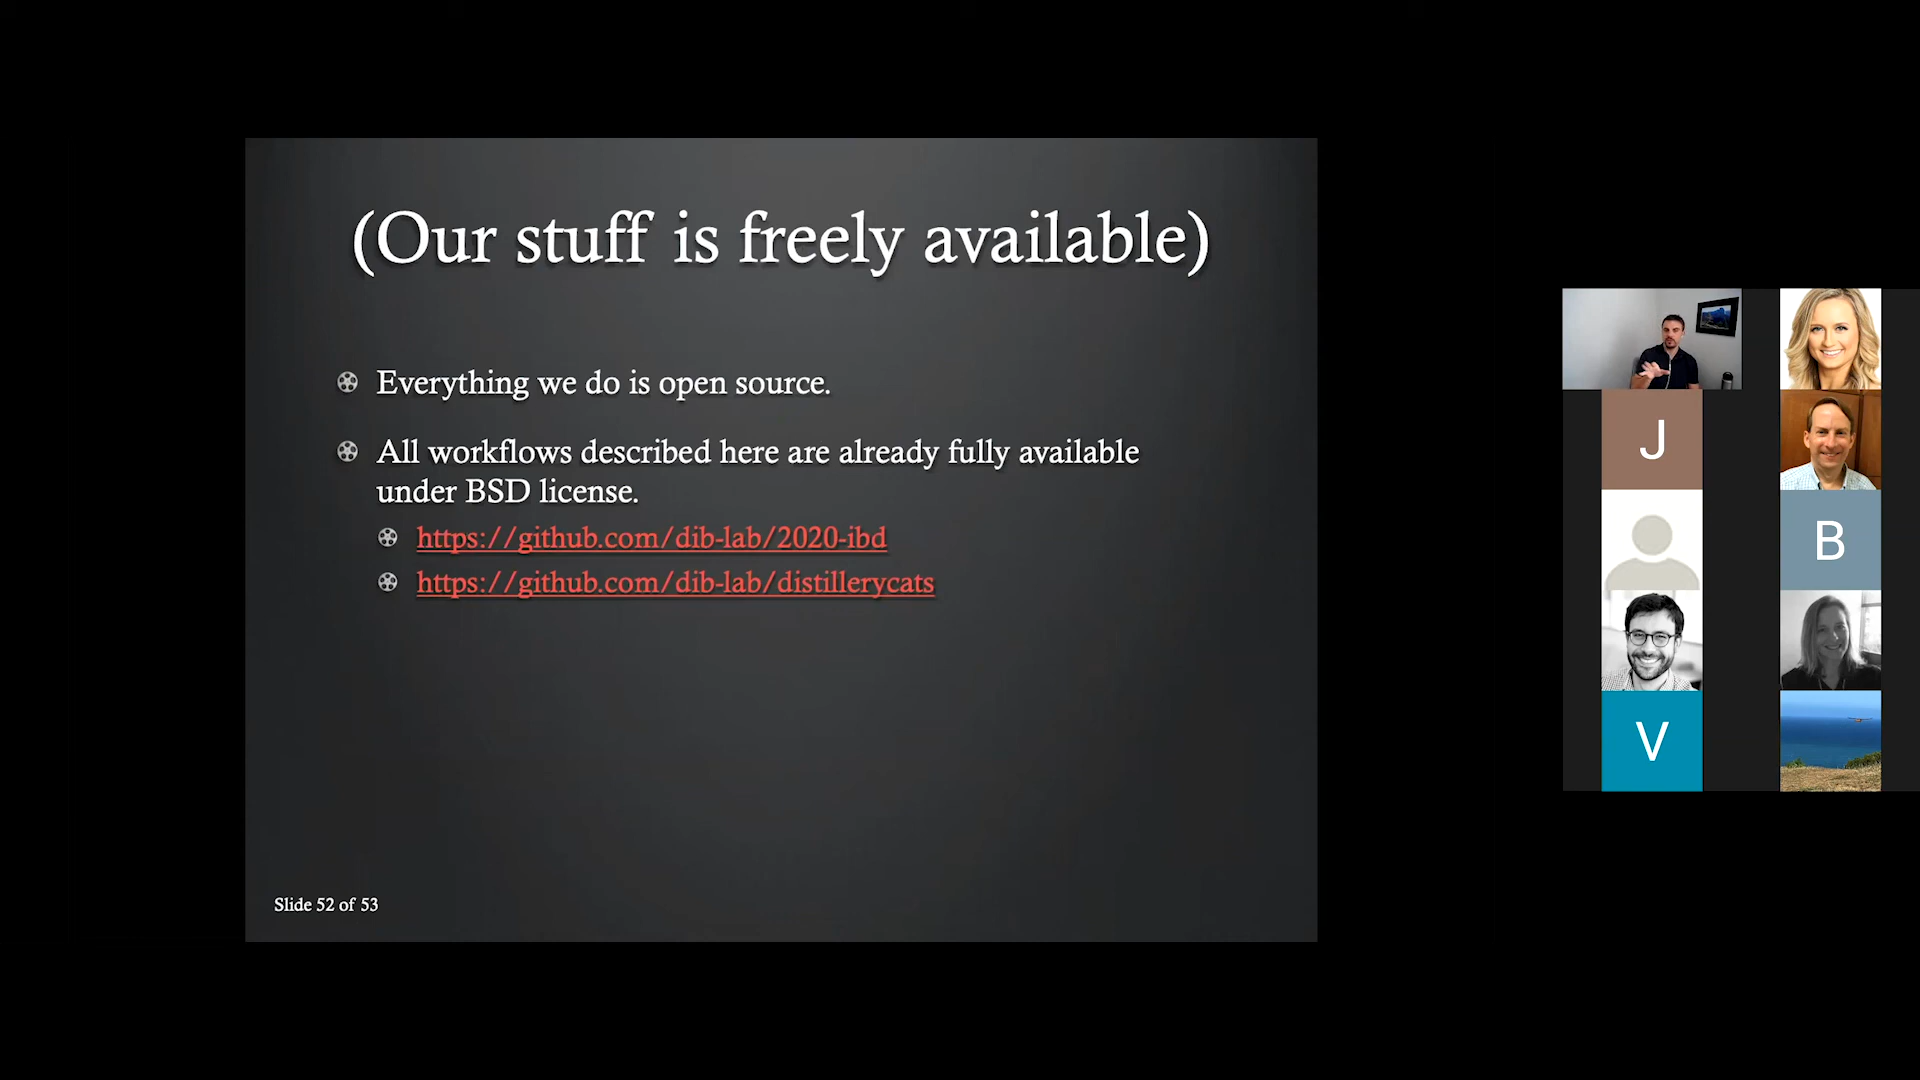 (Our stuff is freely available)
Everything we do is open source.
All workflows described here are already fully available
under BSD license.
https://github.com/dib-lab/2020-ibd
https://github.com/dib-lab/distillerycats
Slide 52 of 53
J
B
V